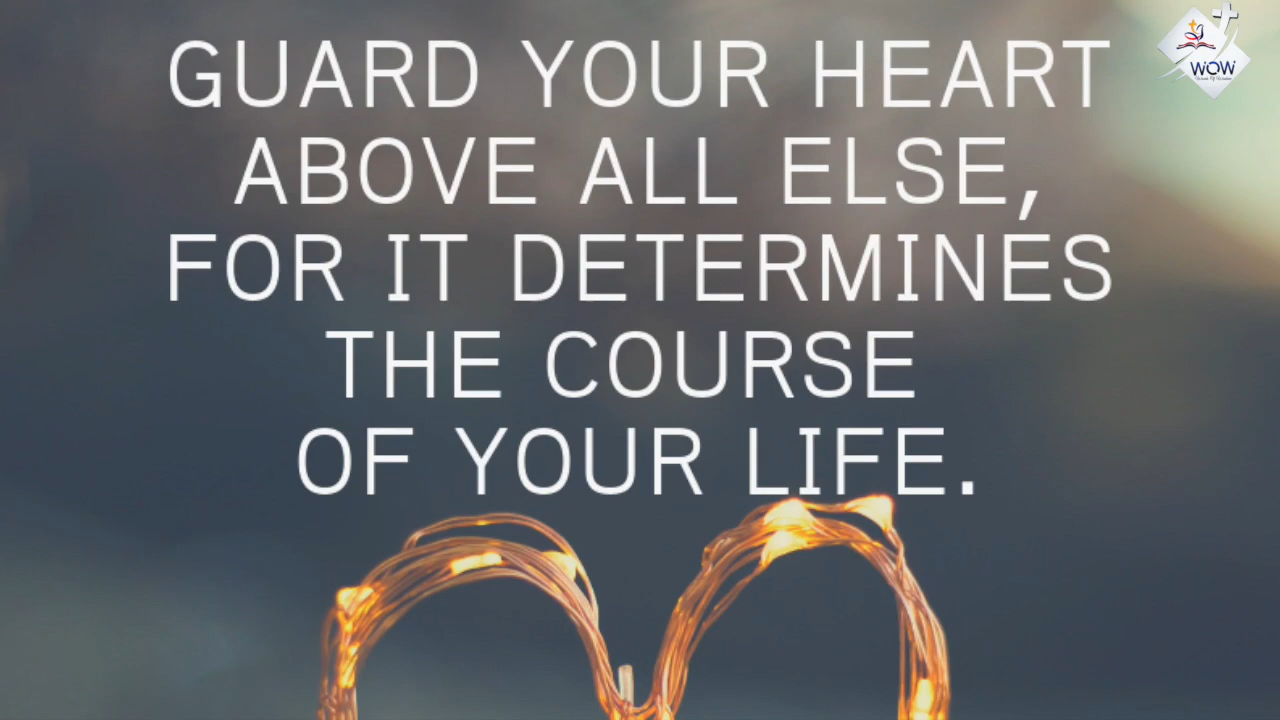 GUARD YOUR HEART
ABOVE ALL ELSE,
FOR IT DETERMINES
THE COURSE
OF YOUR LIFE.
WOW